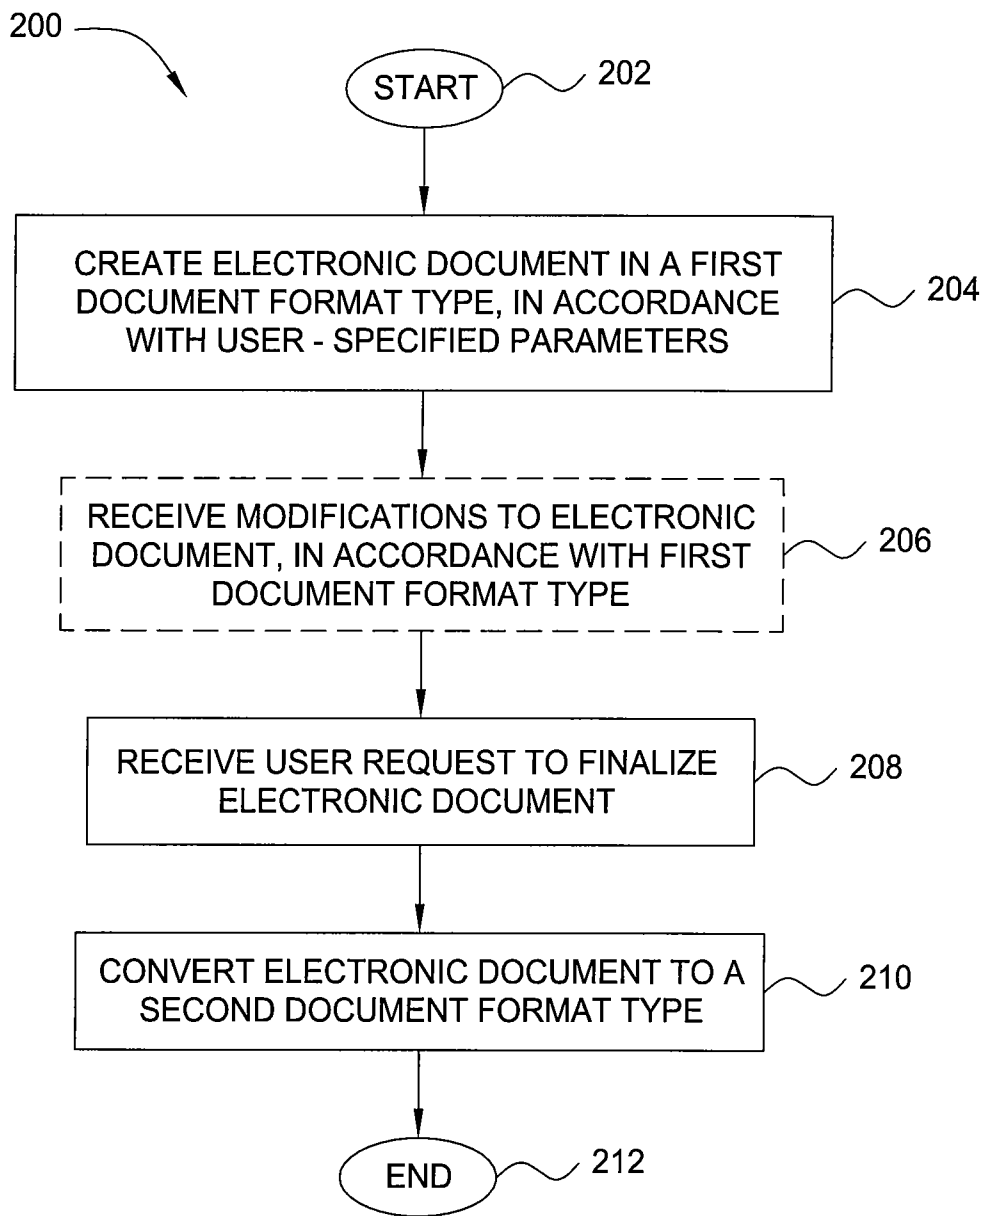 200
START
202
CREATE ELECTRONIC DOCUMENT IN A FIRST
DOCUMENT FORMAT TYPE, IN ACCORDANCE
WITH USER - SPECIFIED PARAMETERS
204
RECEIVE MODIFICATIONS TO ELECTRONIC
DOCUMENT, IN ACCORDANCE WITH FIRST
DOCUMENT FORMAT TYPE
206
RECEIVE USER REQUEST TO FINALIZE
ELECTRONIC DOCUMENT
208
CONVERT ELECTRONIC DOCUMENT TO A
SECOND DOCUMENT FORMAT TYPE
210
END
212